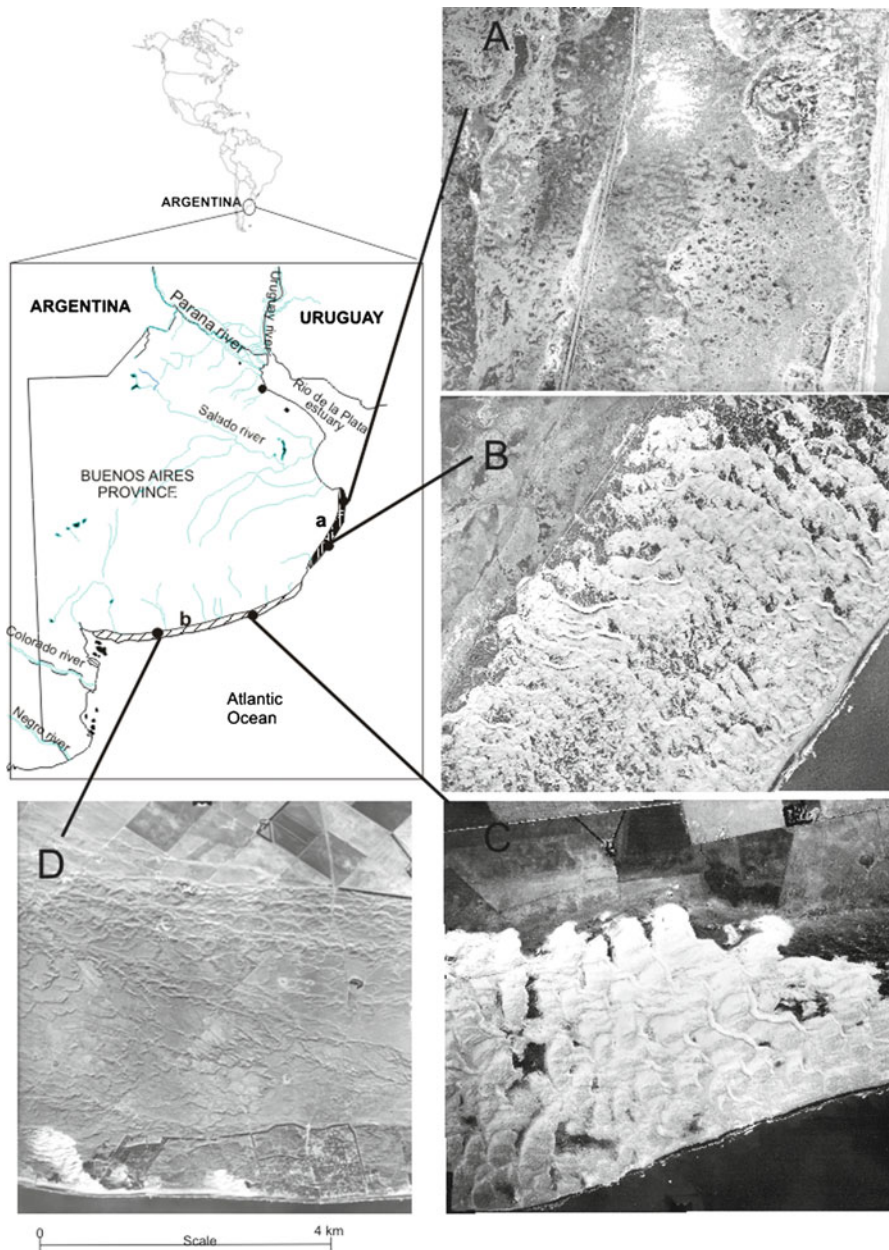 A
ARGENTINA
ARGENTINA
Parana river
Uruguay river
URUGUAY
Rio de la Plata
estuary
Salado river
BUENOS AIRES
PROVINCE
a
B
b
Colorado river
Negro river
Atlantic
Ocean
D
C
0
4 km
Scale